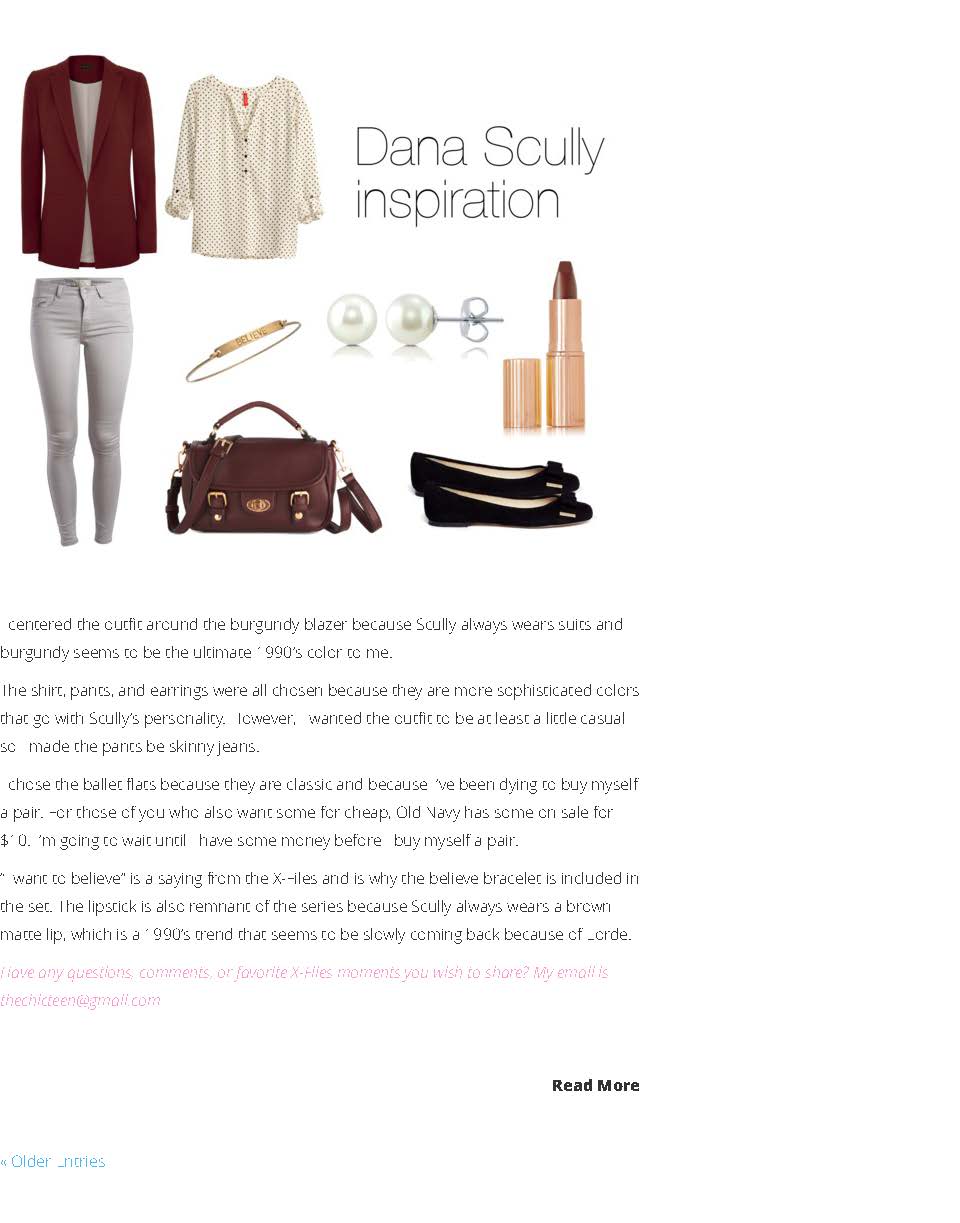 Dana Scully
inspiration
BELIEVE
I centered the outfit around the burgundy blazer because Scully always wears suits and
burgundy seems to be the ultimate 1990's color to me.
The shirt, pants, and earrings were all chosen because they are more sophisticated colors
that go with Scully's personality. However, I wanted the outfit to be at least a little casual
so I made the pants be skinny jeans.
I chose the ballet flats because they are classic and because I've been dying to buy myself
a pair. For those of you who also want some for cheap, Old Navy has some on sale for
$10. I'm going to wait until I have some money before I buy myself a pair.
"I want to believe" is a saying from the X-Files and is why the believe bracelet is included in
the set. The lipstick is also remnant of the series because Scully always wears a brown
matte lip, which is a 1990's trend that seems to be slowly coming back because of Lorde.
Have any questions, comments, or favorite X-Files moments you wish to share? My email is
thechicteen@gmail.com
Read More
« Older Entries